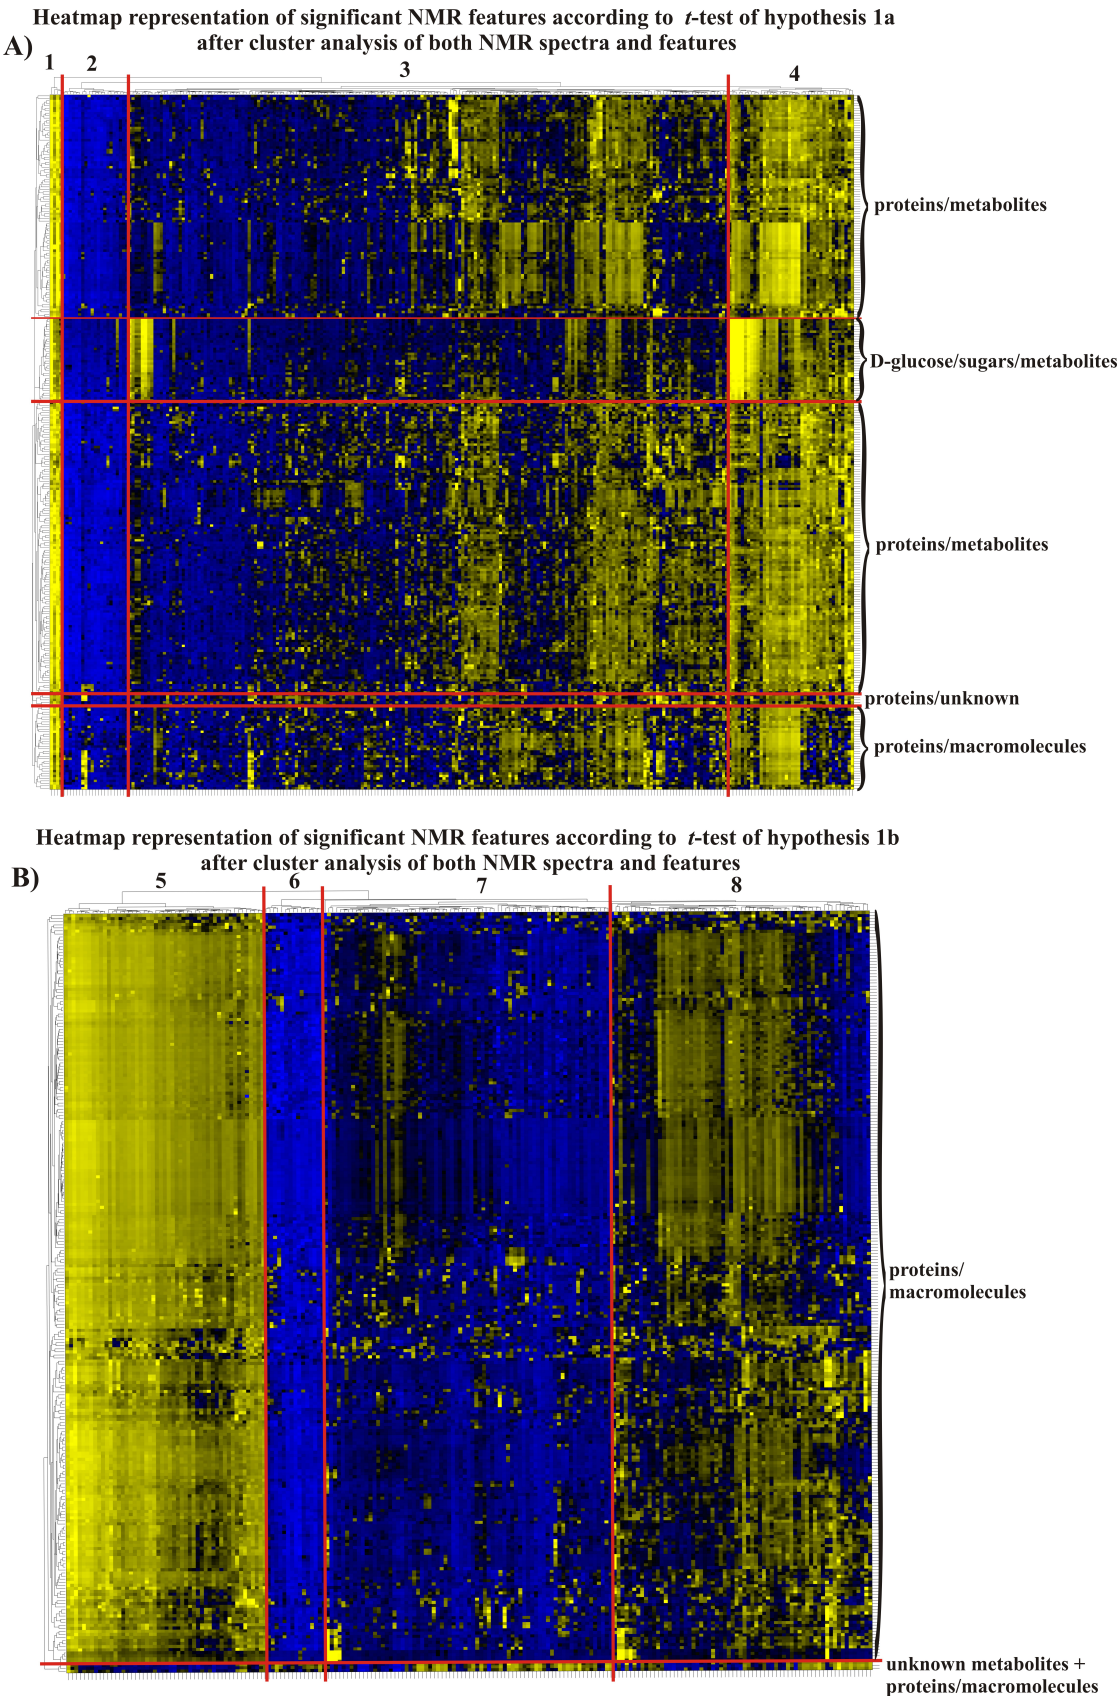 Heatmap representation of significant NMR features according to t-test of hypothesis 1a
after cluster analysis of both NMR spectra and features
A)
1 2 3 4
proteins/metabolites
D-glucose/sugars/metabolites
proteins/metabolites
proteins/unknown
proteins/macromolecules
Heatmap representation of significant NMR features according to t-test of hypothesis 1b
after cluster analysis of both NMR spectra and features
B)
5 6 7 8
proteins/
macromolecules
unknown metabolites +
proteins/macromolecules